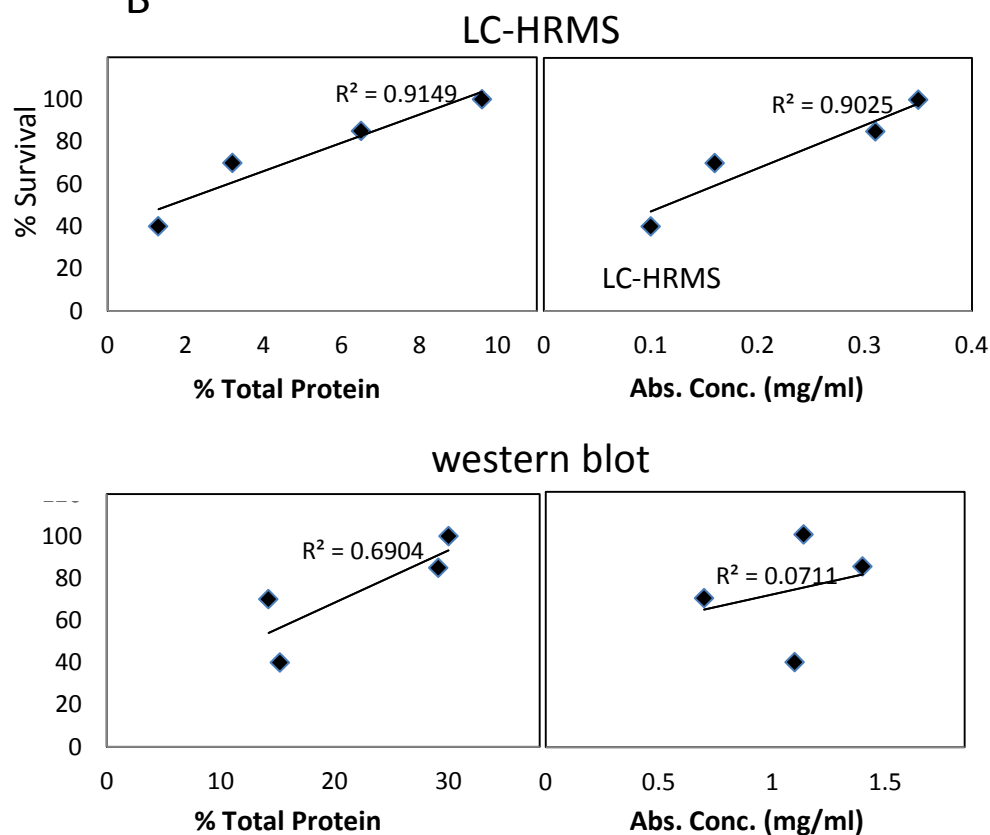 B
LC-HRMS
% Survival
100
80
60
40
20
0
R² = 0.9149
0 2 4 6 8 10
% Total Protein
R² = 0.9025
LC-HRMS
0 0.1 0.2 0.3 0.4
Abs. Conc. (mg/ml)
western blot
100
80
60
40
20
0
R² = 0.6904
0 10 20 30
% Total Protein
R² = 0.0711
0 0.5 1 1.5
Abs. Conc. (mg/ml)